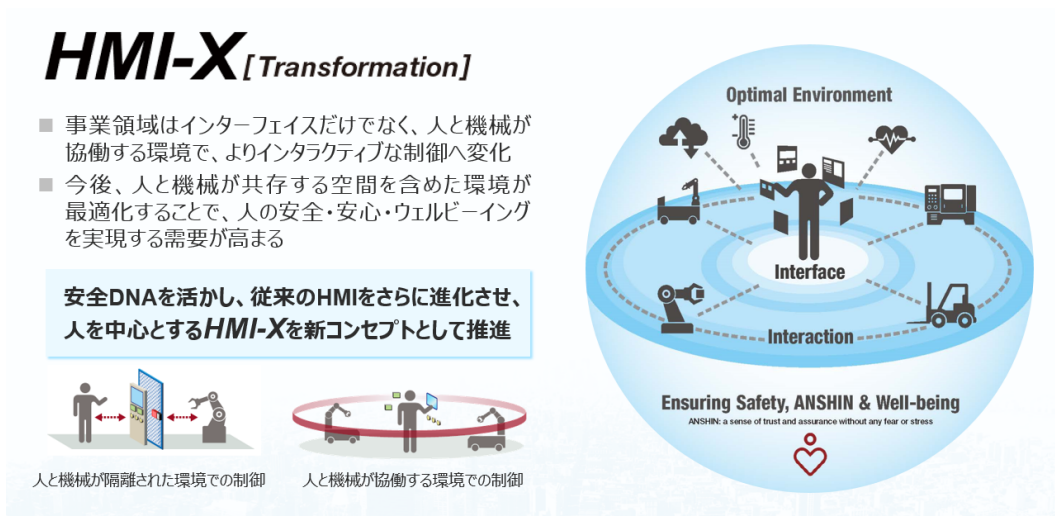 HMI-X [Transformation]
■ 事業領域はインターフェイスだけでなく、人と機械が
協働する環境で、よりインタラクティブな制御へ変化
■ 今後、人と機械が共存する空間を含めた環境が
最適化することで、人の安全・安心・ウェルビーイング
を実現する需要が高まる
安全DNAを活かし、従来のHMIをさらに進化させ、
人を中心とするHMI-Xを新コンセプトとして推進
人と機械が隔離された環境での制御
人と機械が協働する環境での制御
Optimal Environment
Interface
Interaction
Ensuring Safety, ANSHIN & Well-being
ANSHIN: a sense of trust and assurance without any fear or stress